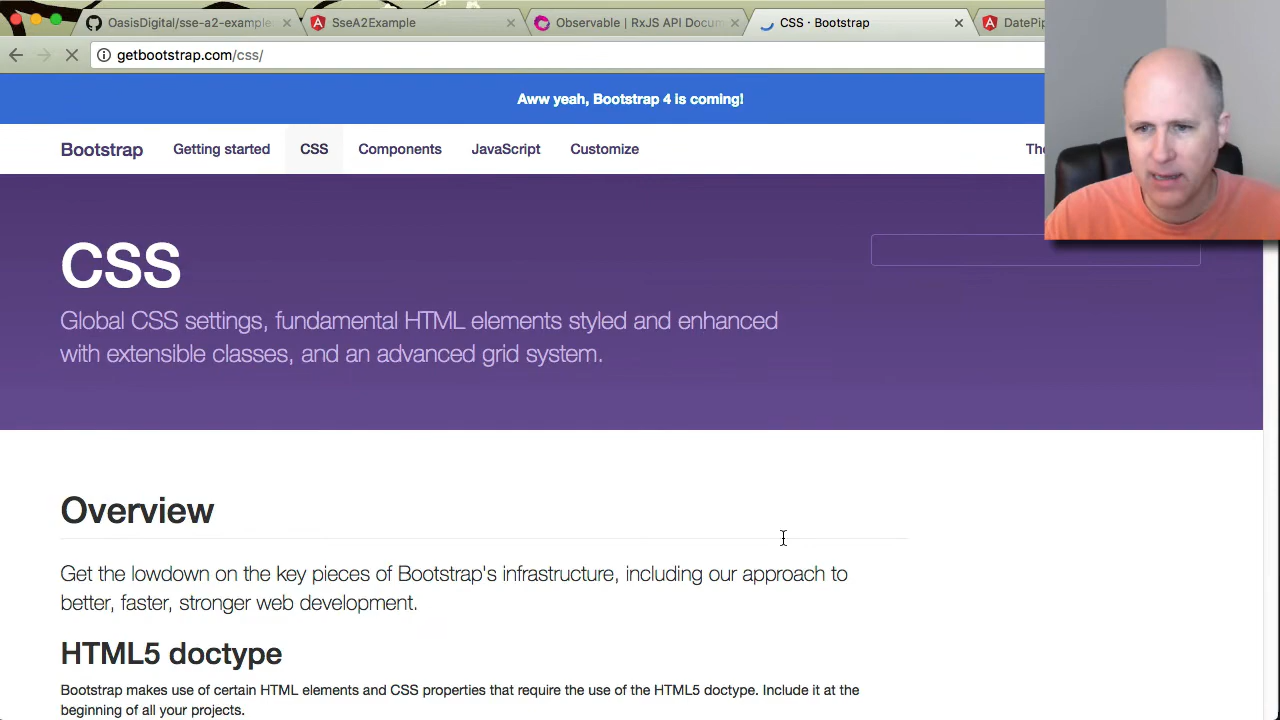 OasisDigital/sse-a2-example
SseA2Example
Observable | RxJS API Docum
CSS · Bootstrap
DatePip
getbootstrap.com/css/
Aww yeah, Bootstrap 4 is coming!
Bootstrap
Getting started
CSS
Components
JavaScript
Customize
CSS
Global CSS settings, fundamental HTML elements styled and enhanced
with extensible classes, and an advanced grid system.
Overview
Get the lowdown on the key pieces of Bootstrap's infrastructure, including our approach to
better, faster, stronger web development.
HTML5 doctype
Bootstrap makes use of certain HTML elements and CSS properties that require the use of the HTML5 doctype. Include it at the
beginning of all your projects.